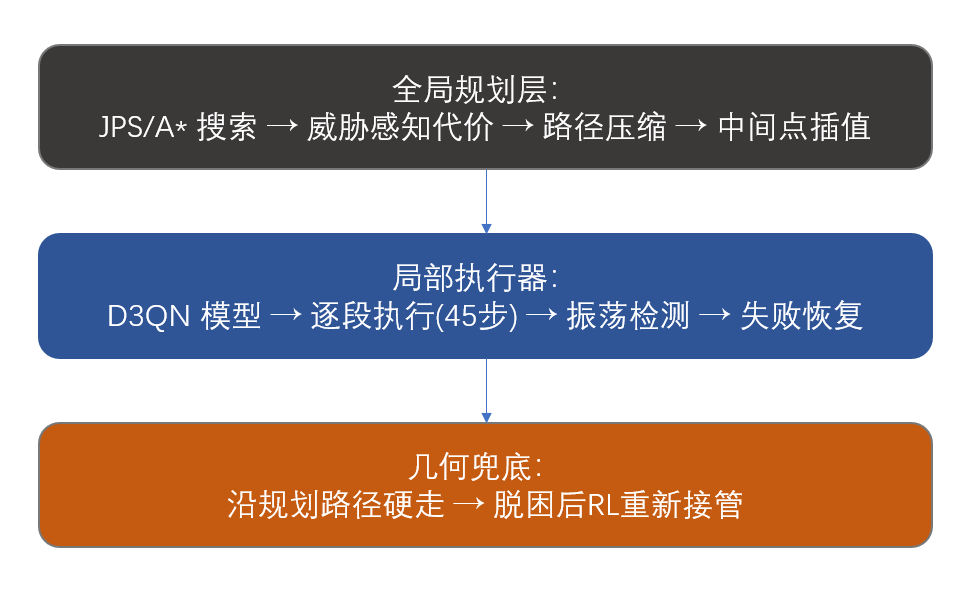 全局规划层：
JPS/A* 搜索 → 威胁感知代价 → 路径压缩 → 中间点插值
局部执行器：
D3QN 模型 → 逐段执行(45步) → 振荡检测 → 失败恢复
几何兜底：
沿规划路径硬走 → 脱困后RL重新接管